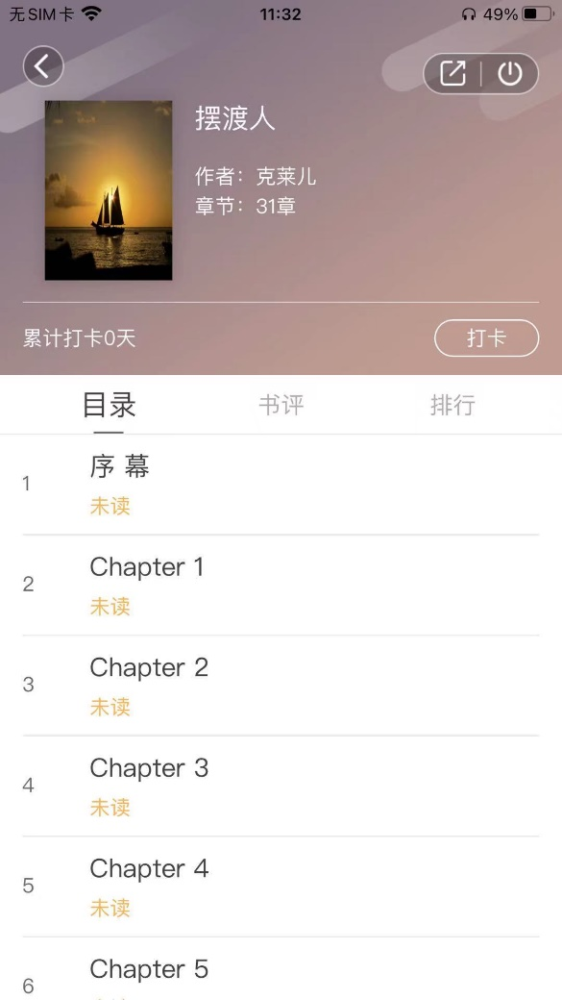 无SIM卡 11:32 49%
摆渡人
作者：克莱儿
章节：31章
累计打卡0天 打卡
目录 书评 排行
1 序 幕
未读
2 Chapter 1
未读
3 Chapter 2
未读
4 Chapter 3
未读
5 Chapter 4
未读
6 Chapter 5